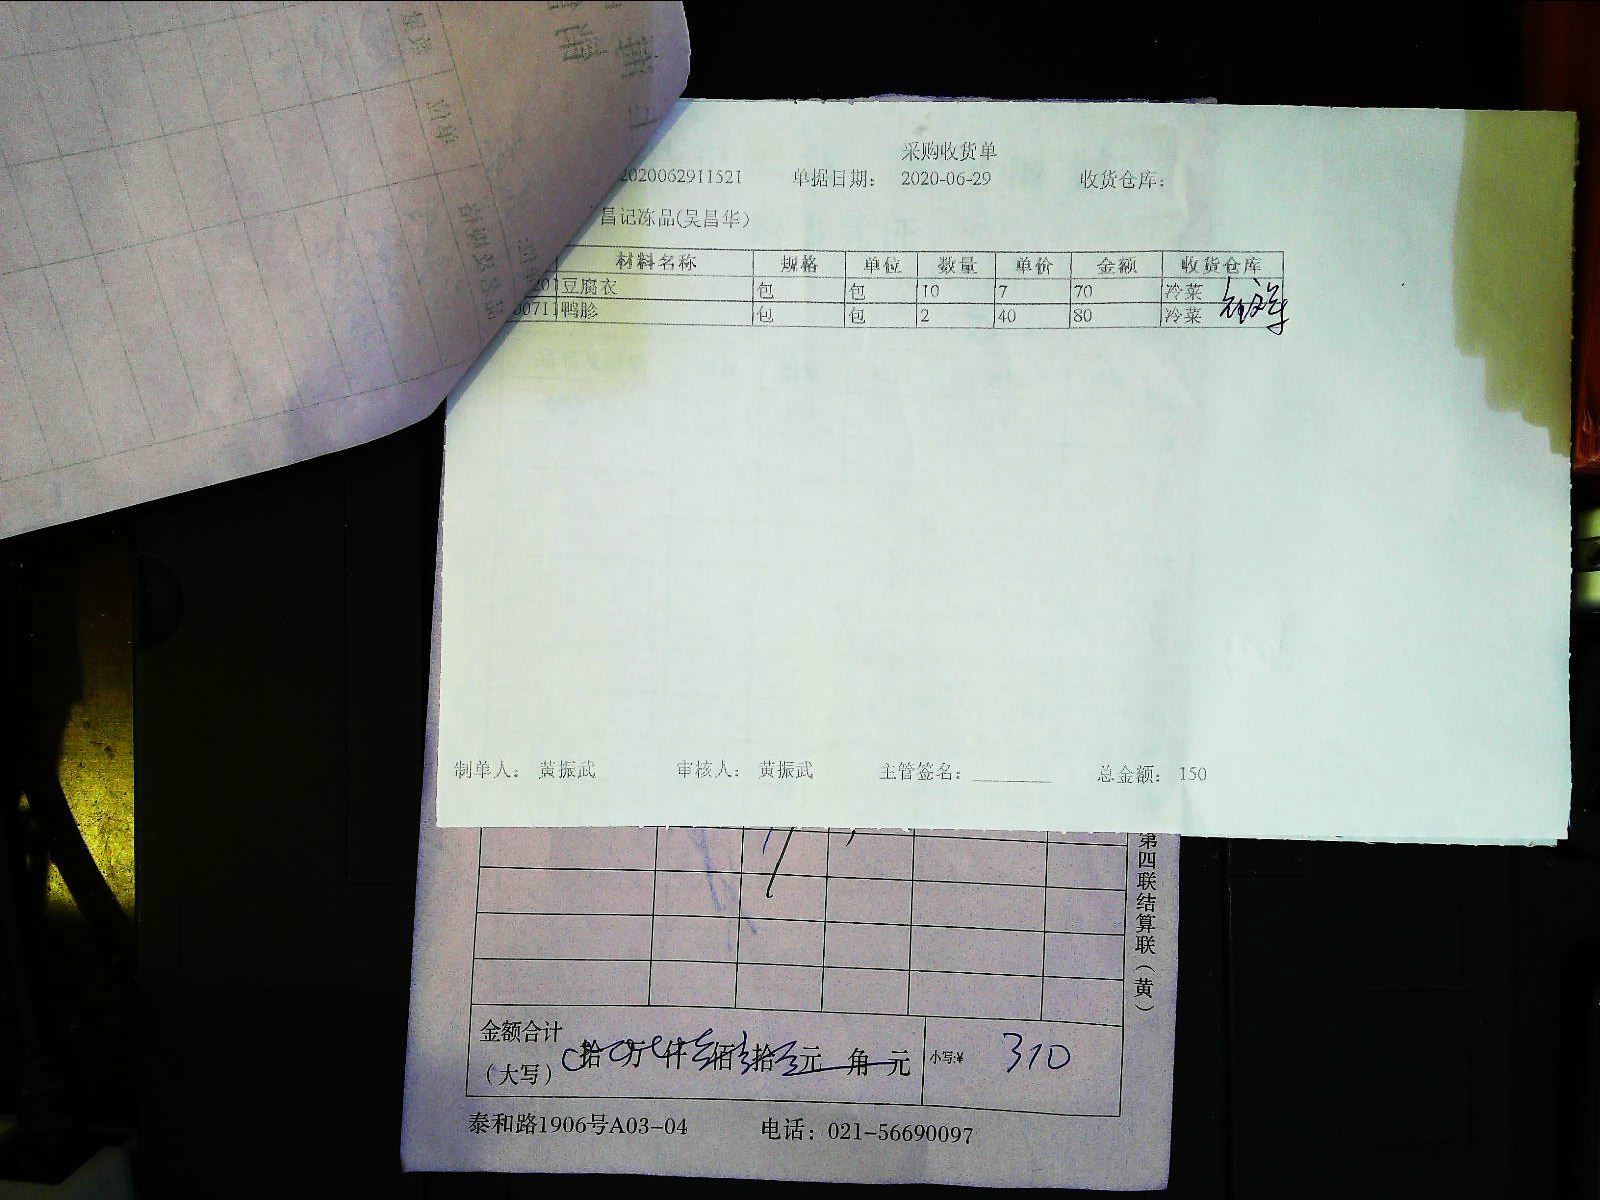 采购收货单
2020062911521 单据日期： 2020-06-29 收货仓库：
昌记冻品(吴昌华)
材料名称 规格 单位 数量 单价 金额 收货仓库
豆腐衣 包 包 10 7 70 冷菜
0071 鸭胗 包 包 2 40 80 冷菜
制单人： 黄振武 审核人： 黄振武 主管签名：________ 总金额： 150
第四联结算联（黄）
金额合计
（大写） 拾 万 仟 佰 拾 元 角 元 小写:¥ 310
泰和路1906号A03-04 电话：021-56690097